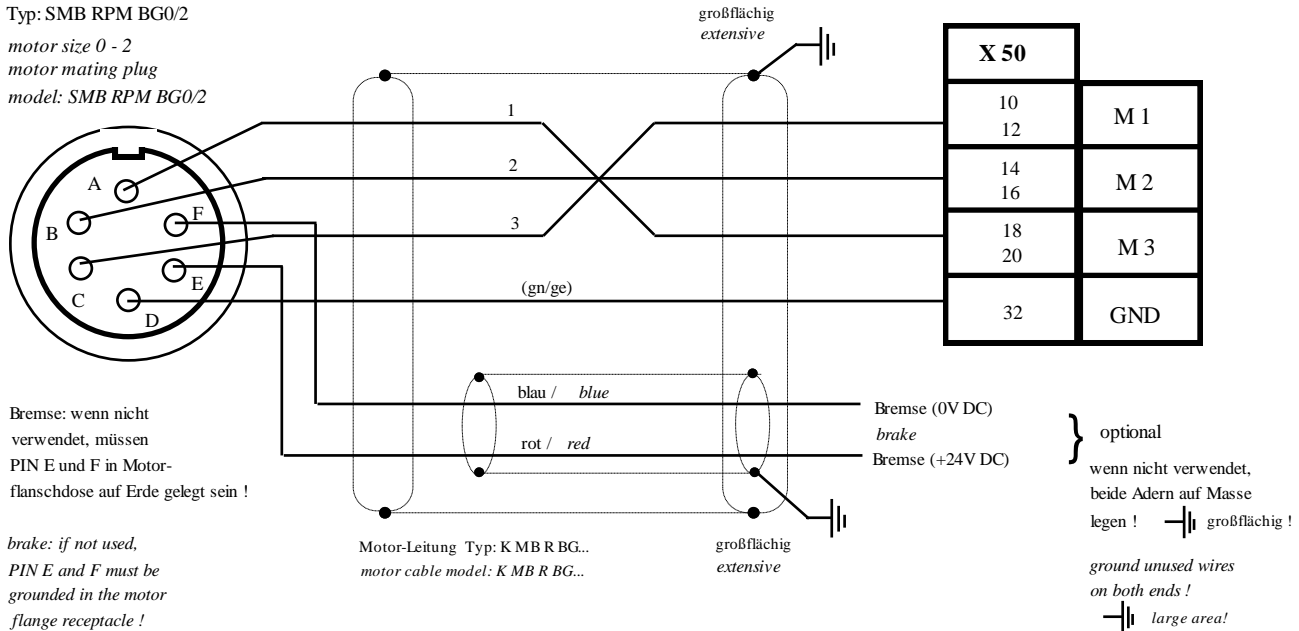 Typ: SMB RPM BG0/2
motor size 0 - 2
motor mating plug
model: SMB RPM BG0/2
großflächig
extensive
X 50
10
12
M 1
14
16
M 2
18
20
M 3
32
GND
1
2
3
(gn/ge)
A
B
C
D
E
F
blau / blue
rot / red
Bremse (0V DC)
brake
Bremse (+24V DC)
} optional
wenn nicht verwendet,
beide Adern auf Masse
legen ! großflächig !
ground unused wires
on both ends !
large area!
Bremse: wenn nicht
verwendet, müssen
PIN E und F in Motor-
flanschdose auf Erde gelegt sein !
brake: if not used,
PIN E and F must be
grounded in the motor
flange receptacle !
Motor-Leitung Typ: K MB R BG...
motor cable model: K MB R BG...
großflächig
extensive